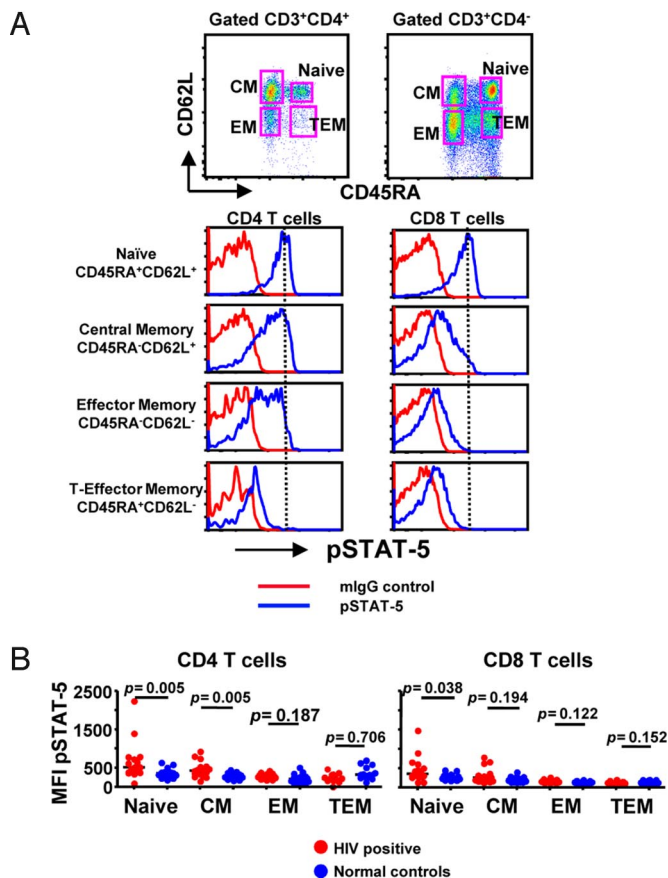 A
Gated CD3+CD4+
Gated CD3+CD4-
CD62L
CM
Naive
EM
TEM
CM
Naive
EM
TEM
CD45RA
CD4 T cells
CD8 T cells
Naïve
CD45RA+CD62L+
Central Memory
CD45RA-CD62L+
Effector Memory
CD45RA-CD62L-
T-Effector Memory
CD45RA+CD62L-
pSTAT-5
mIgG control
pSTAT-5
B
CD4 T cells
CD8 T cells
MFI pSTAT-5
2500
1500
500
0
p= 0.005
p= 0.005
p= 0.187
p= 0.706
p= 0.038
p= 0.194
p= 0.122
p= 0.152
Naive
CM
EM
TEM
Naive
CM
EM
TEM
HIV positive
Normal controls